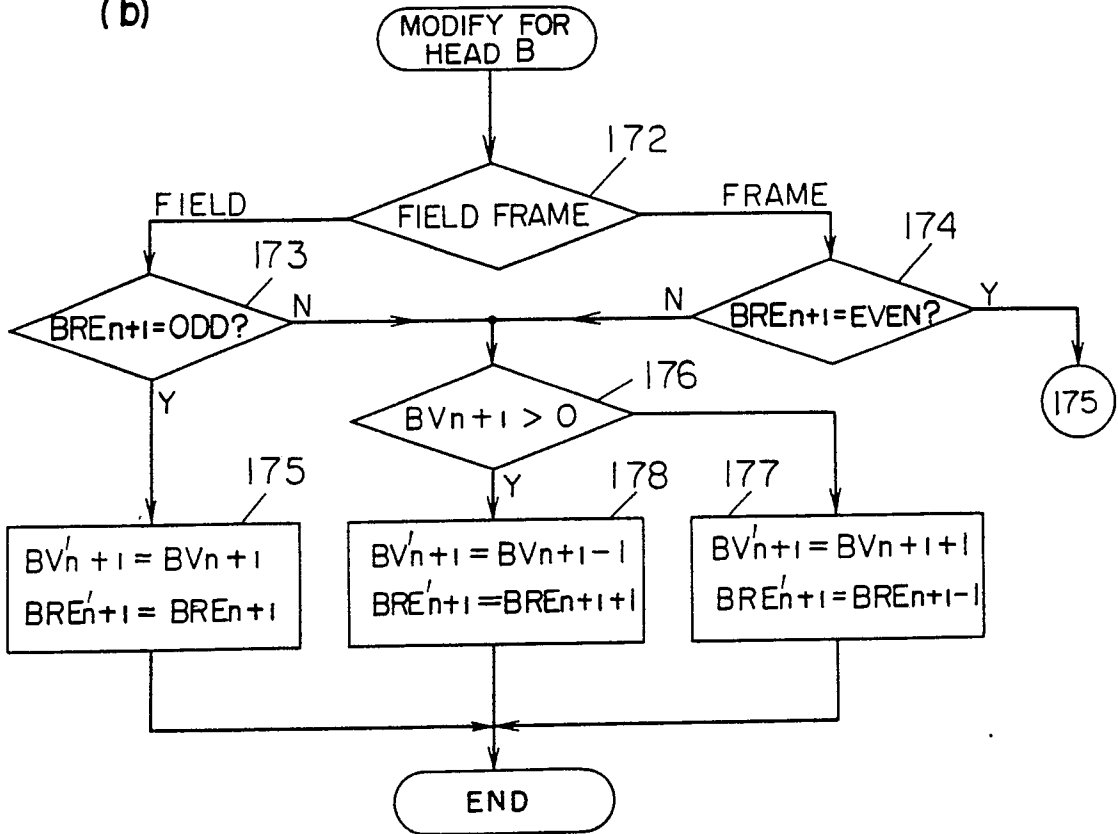 (b)
MODIFY FOR
HEAD B
172
FIELD
FIELD FRAME
FRAME
173
174
BREn+1=ODD?
N
N
BREn+1=EVEN?
Y
175
Y
176
BVn+1 > 0
Y
175
178
177
BV'n+1 = BVn+1
BRE'n+1 = BREn+1
BV'n+1 = BVn+1-1
BRE'n+1 = BREn+1+1
BV'n+1 = BVn+1+1
BRE'n+1 = BREn+1-1
END